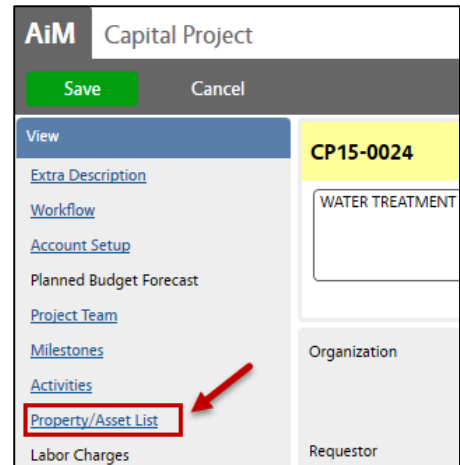 AiM Capital Project
Save Cancel
View
Extra Description
Workflow
Account Setup
Planned Budget Forecast
Project Team
Milestones
Activities
Property/Asset List
Labor Charges
CP15-0024
WATER TREATMENT
Organization
Requestor